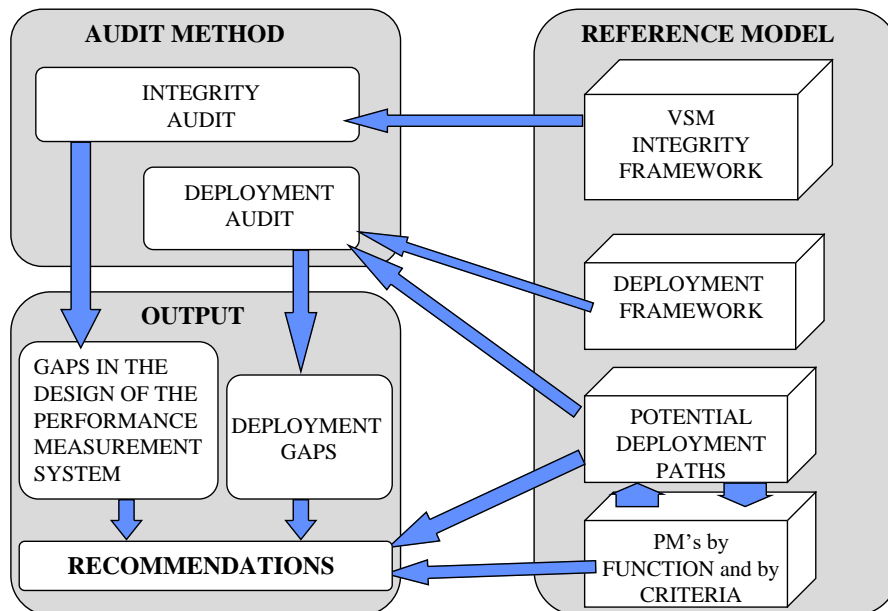 AUDIT METHOD
INTEGRITY
AUDIT
DEPLOYMENT
AUDIT
OUTPUT
GAPS IN THE
DESIGN OF THE
PERFORMANCE
MEASUREMENT
SYSTEM
DEPLOYMENT
GAPS
RECOMMENDATIONS
REFERENCE MODEL
VSM
INTEGRITY
FRAMEWORK
DEPLOYMENT
FRAMEWORK
POTENTIAL
DEPLOYMENT
PATHS
PM’s by
FUNCTION and by
CRITERIA